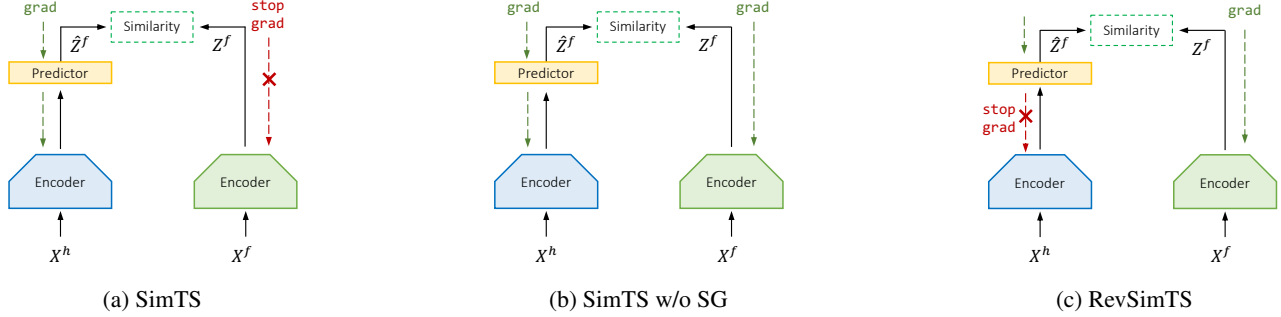 grad
stop
grad
Similarity
Ẑᶠ
Zᶠ
Predictor
Encoder
Encoder
Xʰ
Xᶠ
(a) SimTS
grad
grad
Similarity
Ẑᶠ
Zᶠ
Predictor
Encoder
Encoder
Xʰ
Xᶠ
(b) SimTS w/o SG
grad
grad
Similarity
Ẑᶠ
Zᶠ
Predictor
stop
grad
Encoder
Encoder
Xʰ
Xᶠ
(c) RevSimTS